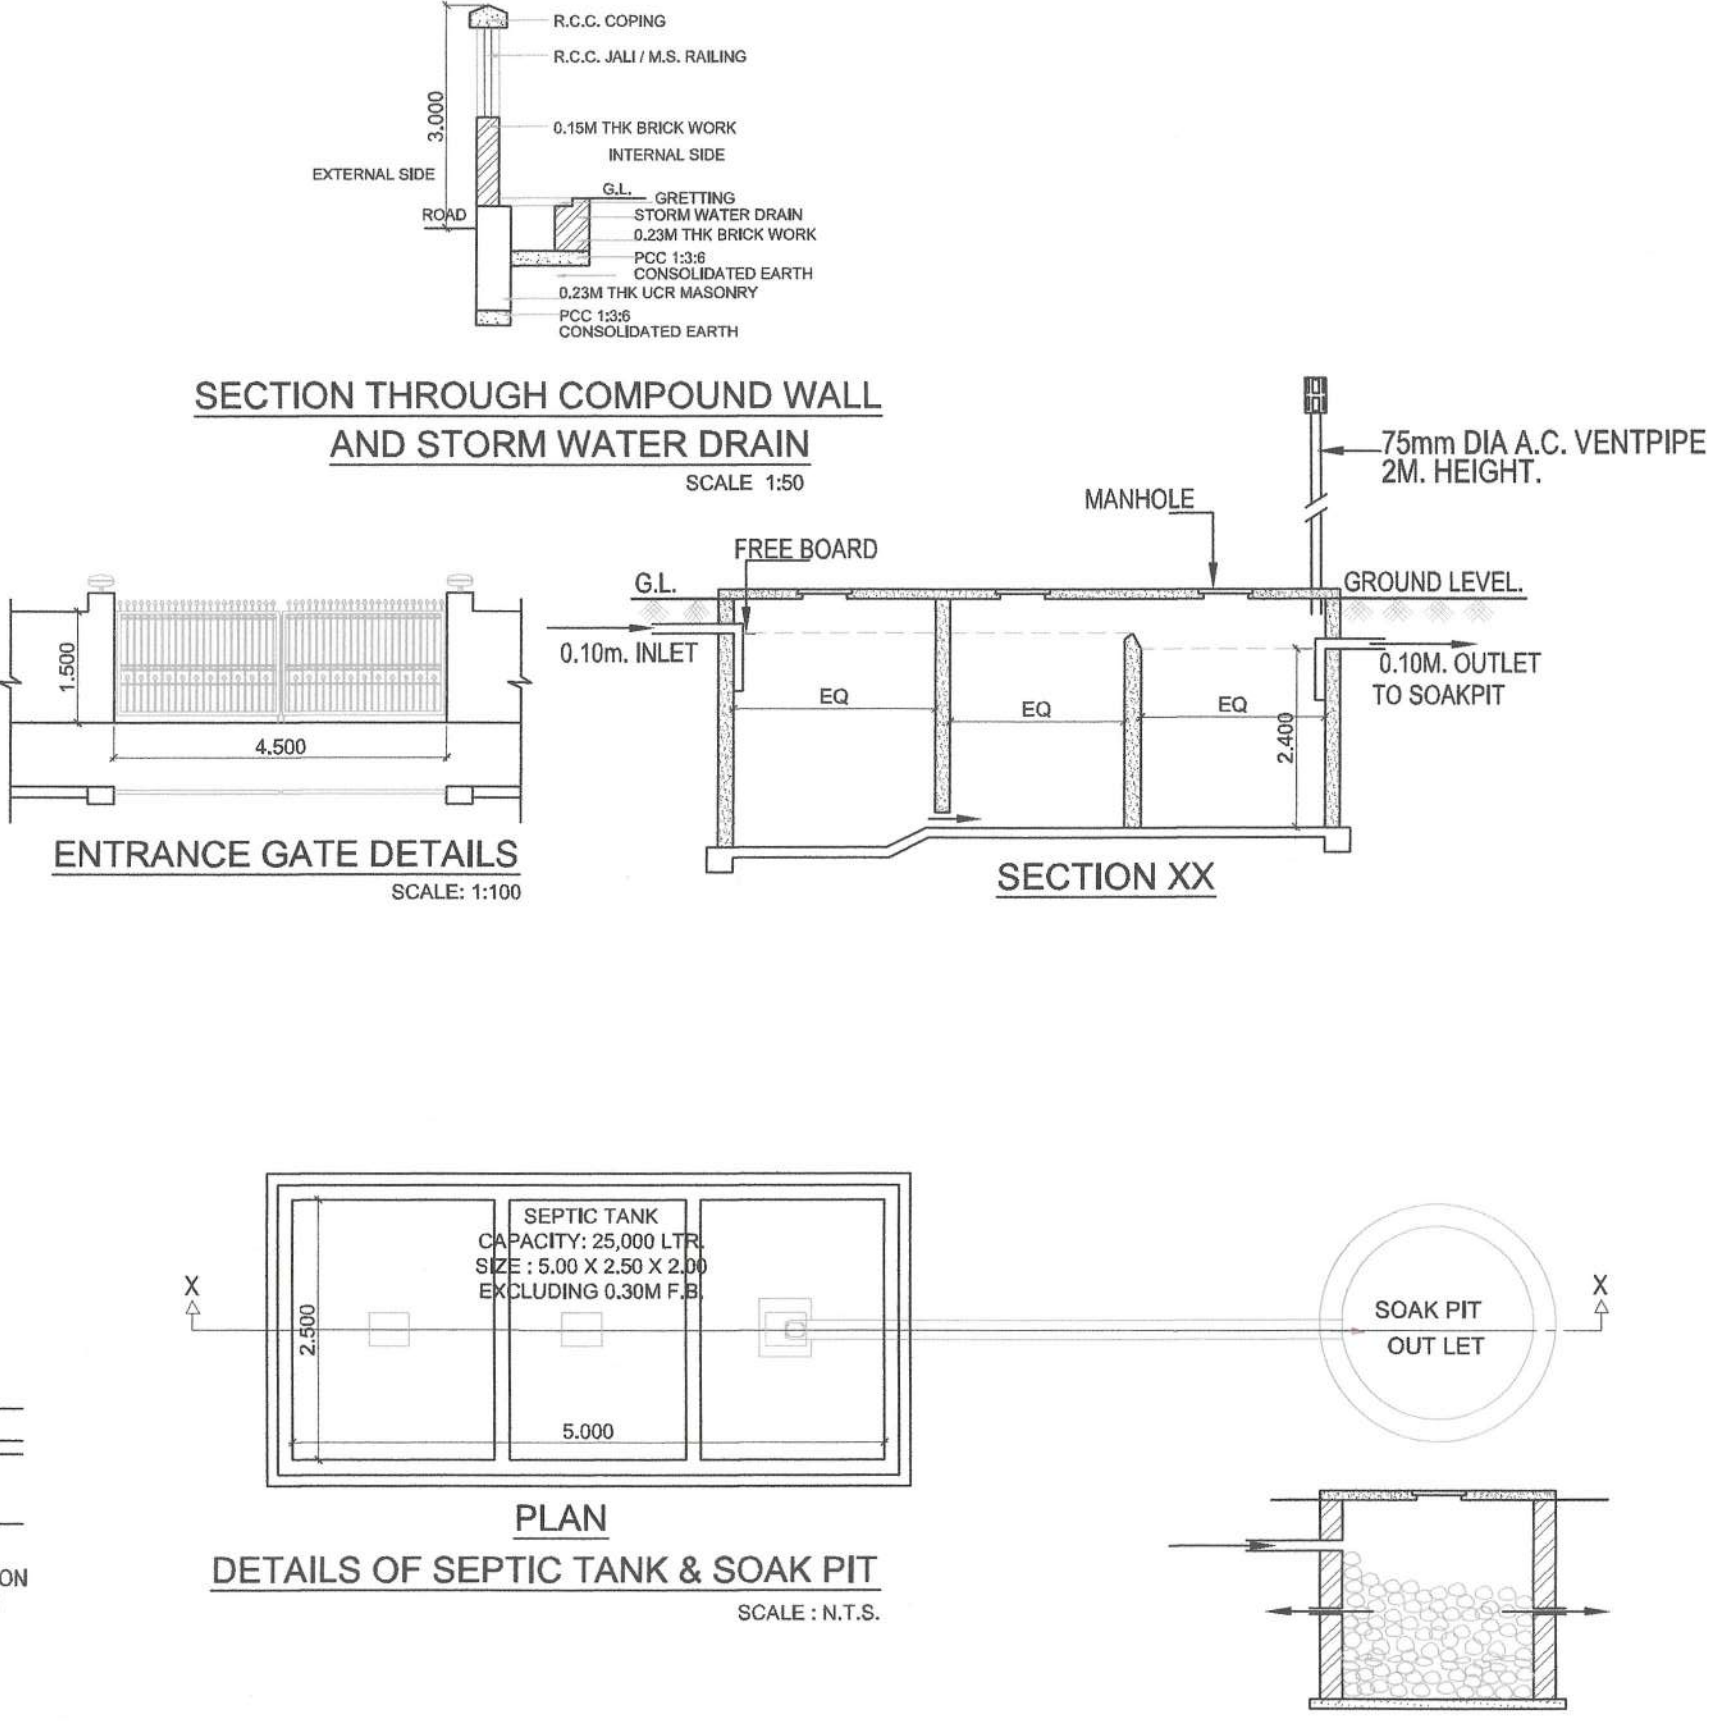 R.C.C. COPING
R.C.C. JALI / M.S. RAILING
3.000
0.15M THK BRICK WORK
INTERNAL SIDE
EXTERNAL SIDE
G.L.
GRETTING
ROAD
STORM WATER DRAIN
0.23M THK BRICK WORK
PCC 1:3:6
CONSOLIDATED EARTH
0.23M THK UCR MASONRY
PCC 1:3:6
CONSOLIDATED EARTH
SECTION THROUGH COMPOUND WALL
AND STORM WATER DRAIN
SCALE 1:50
1.500
4.500
ENTRANCE GATE DETAILS
SCALE: 1:100
75mm DIA A.C. VENTPIPE
2M. HEIGHT.
MANHOLE
FREE BOARD
G.L.
GROUND LEVEL.
0.10m. INLET
0.10M. OUTLET
TO SOAKPIT
EQ
EQ
EQ
2.400
SECTION XX
SEPTIC TANK
CAPACITY: 25,000 LTR.
SIZE : 5.00 X 2.50 X 2.00
EXCLUDING 0.30M F.B.
X
2.500
5.000
SOAK PIT
OUT LET
X
PLAN
DETAILS OF SEPTIC TANK & SOAK PIT
SCALE : N.T.S.
ON